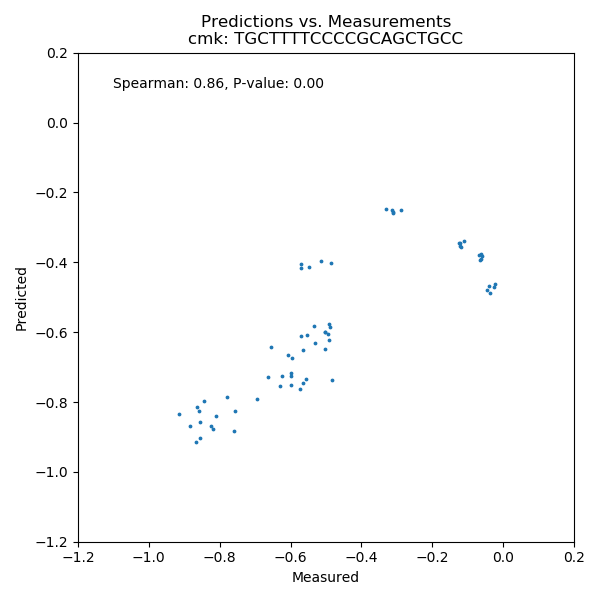 Predictions vs. Measurements
cmk: TGCTTTTCCCCGCAGCTGCC
Spearman: 0.86, P-value: 0.00
0.2
0.0
−0.2
−0.4
−0.6
−0.8
−1.0
−1.2
Predicted
−1.2 −1.0 −0.8 −0.6 −0.4 −0.2 0.0 0.2
Measured